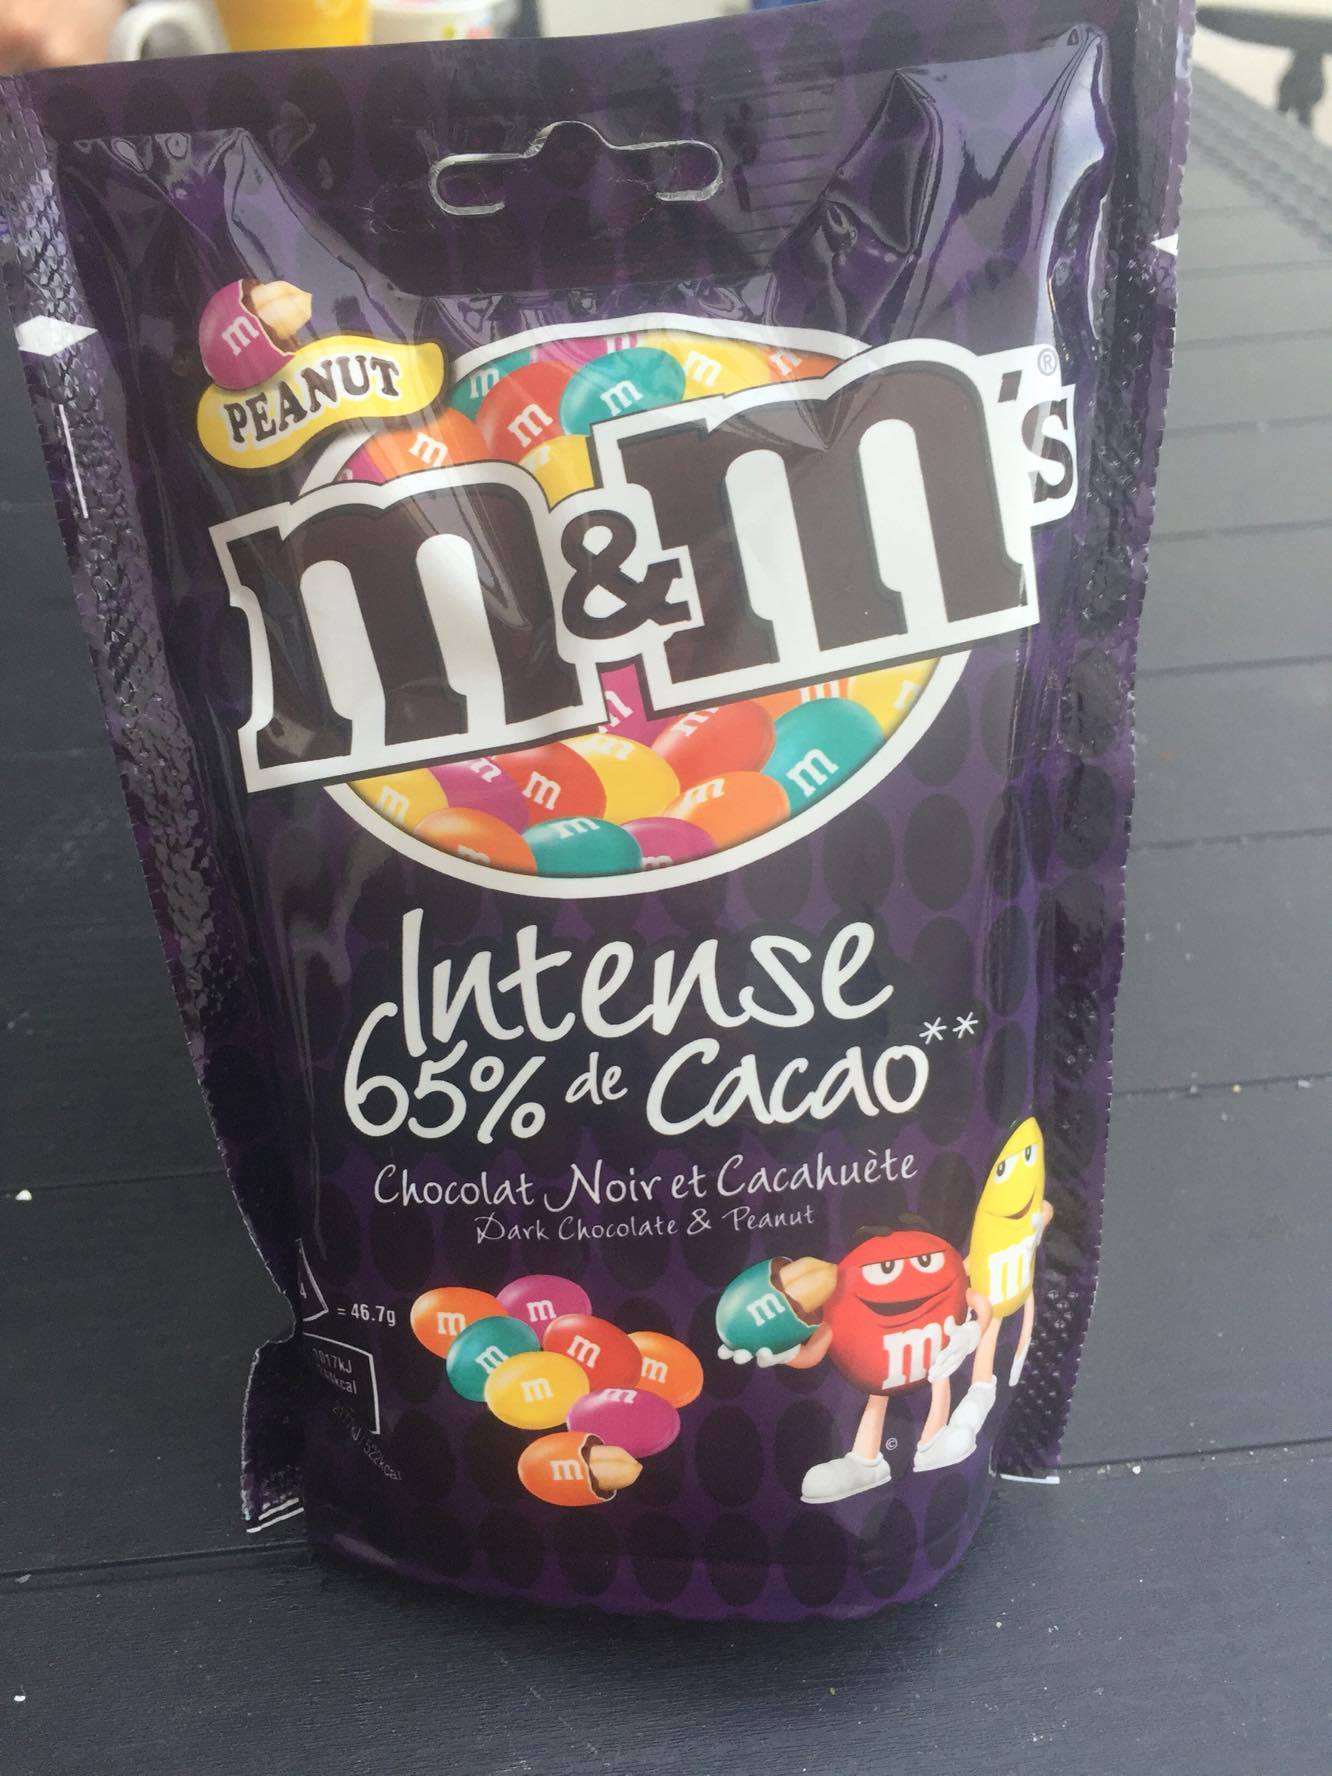 PEANUT
m&m's®
Intense
65% de Cacao**
Chocolat Noir et Cacahuète
Dark Chocolate & Peanut
= 46.7g